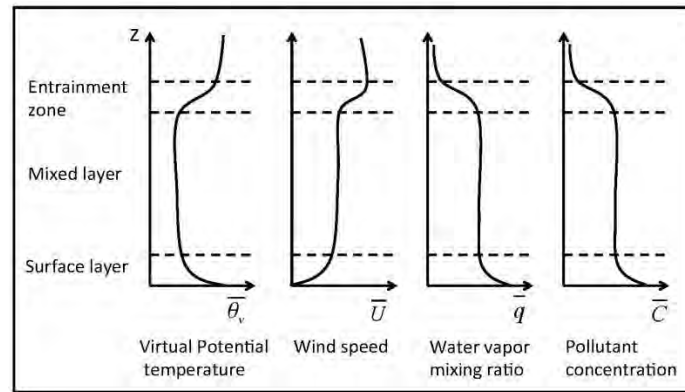 Z
Entrainment
zone
Mixed layer
Surface layer
θ̅ᵥ
U̅
q̅
C̅
Virtual Potential
temperature
Wind speed
Water vapor
mixing ratio
Pollutant
concentration